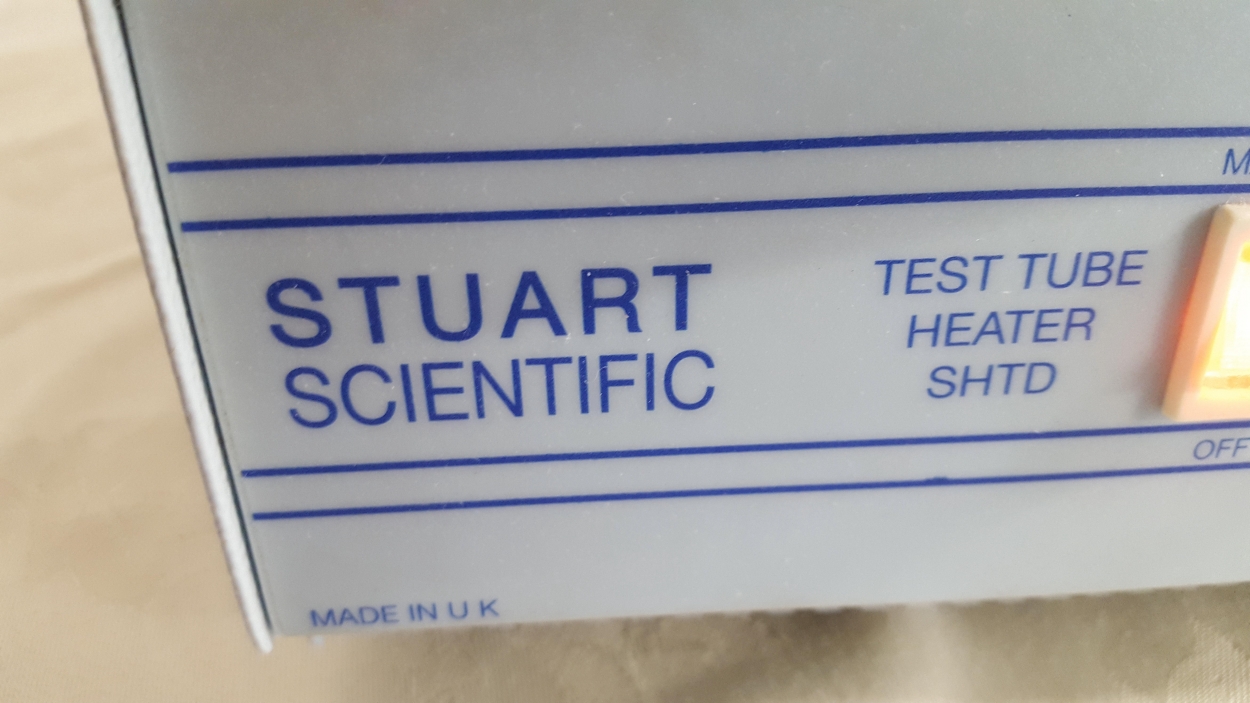 STUART
SCIENTIFIC
TEST TUBE
HEATER
SHTD
OFF
MADE IN U K